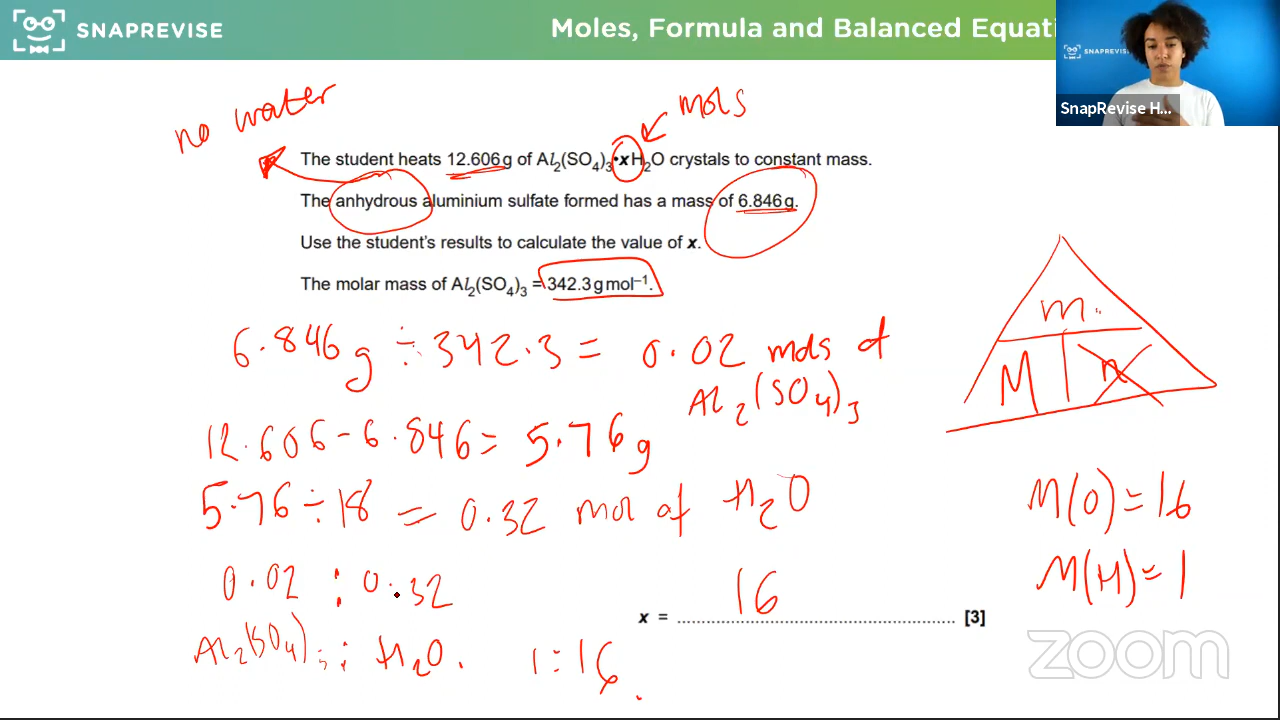 SNAPREVISE
Moles, Formula and Balanced Equati
SNAPREVISE
SnapRevise H...
no water
mols
The student heats 12.606 g of Al₂(SO₄)₃•xH₂O crystals to constant mass.
The anhydrous aluminium sulfate formed has a mass of 6.846 g.
Use the student's results to calculate the value of x.
The molar mass of Al₂(SO₄)₃ = 342.3 g mol⁻¹.
6.846g ÷ 342.3 = 0.02 mols of
Al₂(SO₄)₃
m
M n
12.606 - 6.846 = 5.76g
5.76 ÷ 18 = 0.32 mol of H₂O
M(O) = 16
M(H) = 1
0.02 : 0.32
x = 16 [3]
Al₂(SO₄)₃ : H₂O. 1 : 16.
zoom